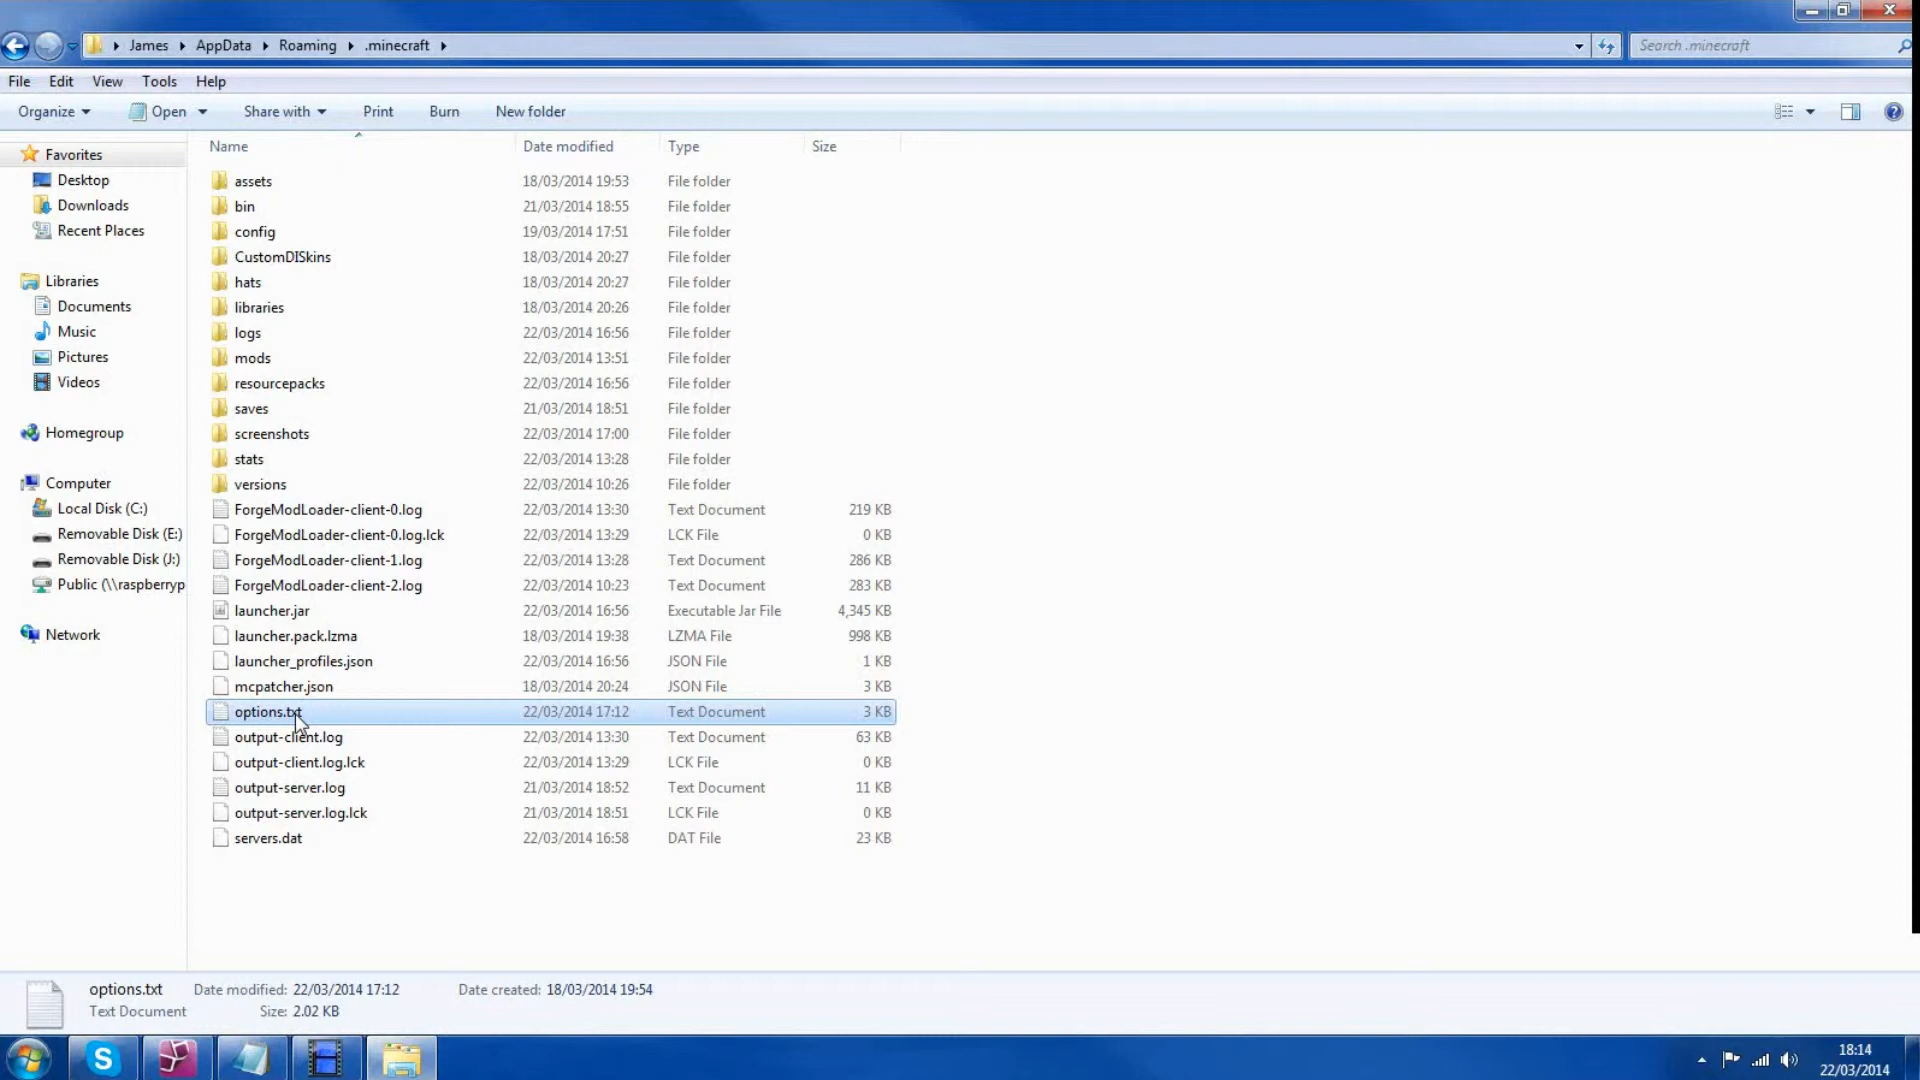 James ▸ AppData ▸ Roaming ▸ .minecraft ▸ Search .minecraft
File Edit View Tools Help
Organize Open Share with Print Burn New folder
Name Date modified Type Size
Favorites
Desktop
Downloads
Recent Places
Libraries
Documents
Music
Pictures
Videos
Homegroup
Computer
Local Disk (C:)
Removable Disk (E:)
Removable Disk (J:)
Public (\\raspberryp
Network
assets 18/03/2014 19:53 File folder
bin 21/03/2014 18:55 File folder
config 19/03/2014 17:51 File folder
CustomDISkins 18/03/2014 20:27 File folder
hats 18/03/2014 20:27 File folder
libraries 18/03/2014 20:26 File folder
logs 22/03/2014 16:56 File folder
mods 22/03/2014 13:51 File folder
resourcepacks 22/03/2014 16:56 File folder
saves 21/03/2014 18:51 File folder
screenshots 22/03/2014 17:00 File folder
stats 22/03/2014 13:28 File folder
versions 22/03/2014 10:26 File folder
ForgeModLoader-client-0.log 22/03/2014 13:30 Text Document 219 KB
ForgeModLoader-client-0.log.lck 22/03/2014 13:29 LCK File 0 KB
ForgeModLoader-client-1.log 22/03/2014 13:28 Text Document 286 KB
ForgeModLoader-client-2.log 22/03/2014 10:23 Text Document 283 KB
launcher.jar 22/03/2014 16:56 Executable Jar File 4,345 KB
launcher.pack.lzma 18/03/2014 19:38 LZMA File 998 KB
launcher_profiles.json 22/03/2014 16:56 JSON File 1 KB
mcpatcher.json 18/03/2014 20:24 JSON File 3 KB
options.txt 22/03/2014 17:12 Text Document 3 KB
output-client.log 22/03/2014 13:30 Text Document 63 KB
output-client.log.lck 22/03/2014 13:29 LCK File 0 KB
output-server.log 21/03/2014 18:52 Text Document 11 KB
output-server.log.lck 21/03/2014 18:51 LCK File 0 KB
servers.dat 22/03/2014 16:58 DAT File 23 KB
options.txt Date modified: 22/03/2014 17:12 Date created: 18/03/2014 19:54
Text Document Size: 2.02 KB
18:14
22/03/2014